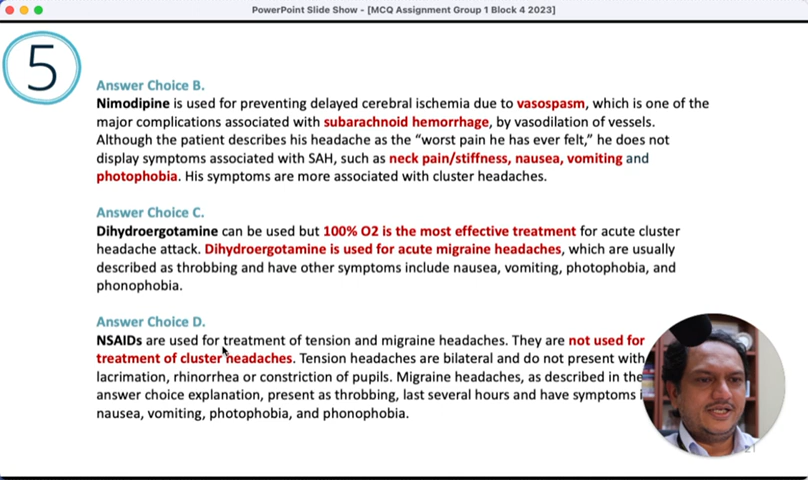 PowerPoint Slide Show - [MCQ Assignment Group 1 Block 4 2023]
5
Answer Choice B.
Nimodipine is used for preventing delayed cerebral ischemia due to vasospasm, which is one of the
major complications associated with subarachnoid hemorrhage, by vasodilation of vessels.
Although the patient describes his headache as the “worst pain he has ever felt,” he does not
display symptoms associated with SAH, such as neck pain/stiffness, nausea, vomiting and
photophobia. His symptoms are more associated with cluster headaches.
Answer Choice C.
Dihydroergotamine can be used but 100% O2 is the most effective treatment for acute cluster
headache attack. Dihydroergotamine is used for acute migraine headaches, which are usually
described as throbbing and have other symptoms include nausea, vomiting, photophobia, and
phonophobia.
Answer Choice D.
NSAIDs are used for treatment of tension and migraine headaches. They are not used for
treatment of cluster headaches. Tension headaches are bilateral and do not present with
lacrimation, rhinorrhea or constriction of pupils. Migraine headaches, as described in the
answer choice explanation, present as throbbing, last several hours and have symptoms
nausea, vomiting, photophobia, and phonophobia.
21